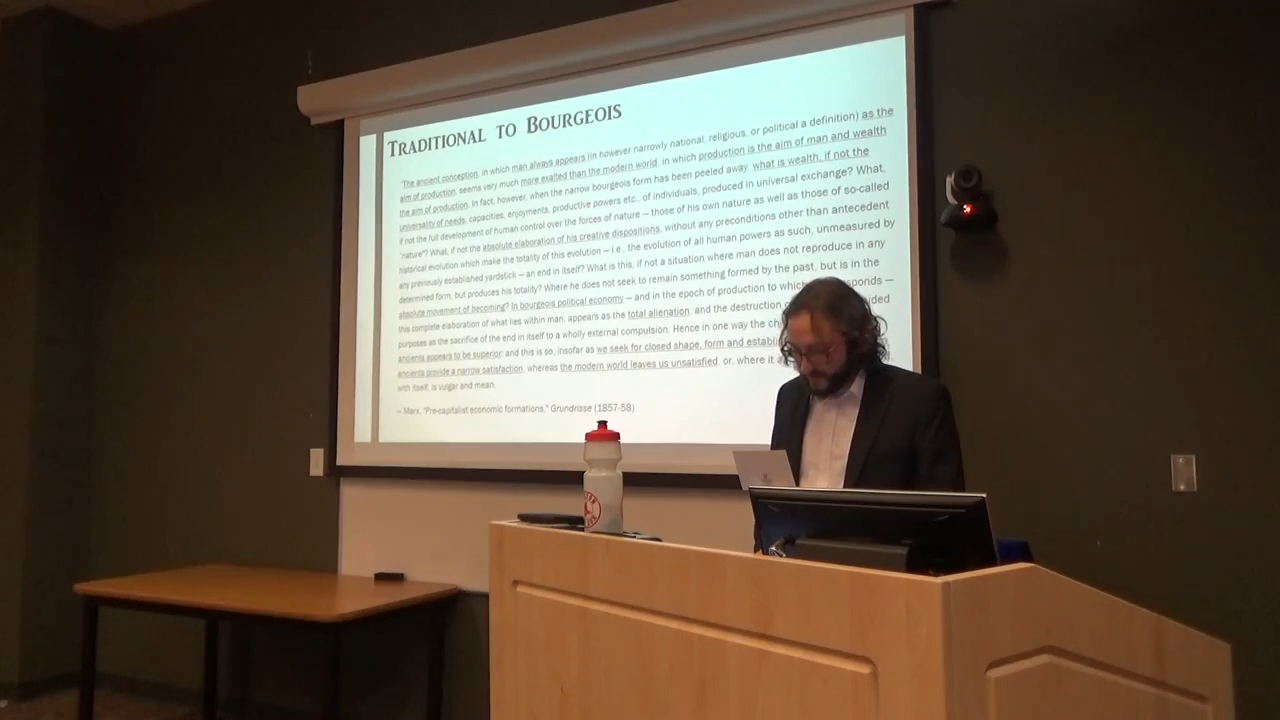 TRADITIONAL TO BOURGEOIS
"The ancient conception, in which man always appears (in however narrowly national, religious, or political a definition) as the
aim of production, seems very much more exalted than the modern world, in which production is the aim of man and wealth
the aim of production. In fact, however, when the narrow bourgeois form has been peeled away, what is wealth, if not the
universality of needs, capacities, enjoyments, productive powers etc., of individuals, produced in universal exchange? What,
if not the full development of human control over the forces of nature — those of his own nature as well as those of so-called
"nature"? What, if not the absolute elaboration of his creative dispositions, without any preconditions other than antecedent
historical evolution which make the totality of this evolution — i.e., the evolution of all human powers as such, unmeasured by
any previously established yardstick — an end in itself? What is this, if not a situation where man does not reproduce in any
determined form, but produces his totality? Where he does not seek to remain something formed by the past, but is in the
absolute movement of becoming? In bourgeois political economy — and in the epoch of production to which
this complete elaboration of what lies within man, appears as the total alienation, and the destruction
purposes as the sacrifice of the end in itself to a wholly external compulsion. Hence in one way the
ancients appears to be superior; and this is so, insofar as we seek for closed shape, form and
ancients provide a narrow satisfaction, whereas the modern world leaves us unsatisfied, or, where it
with itself, is vulgar and mean.
— Marx, "Pre-capitalist economic formations," Grundrisse (1857-58)